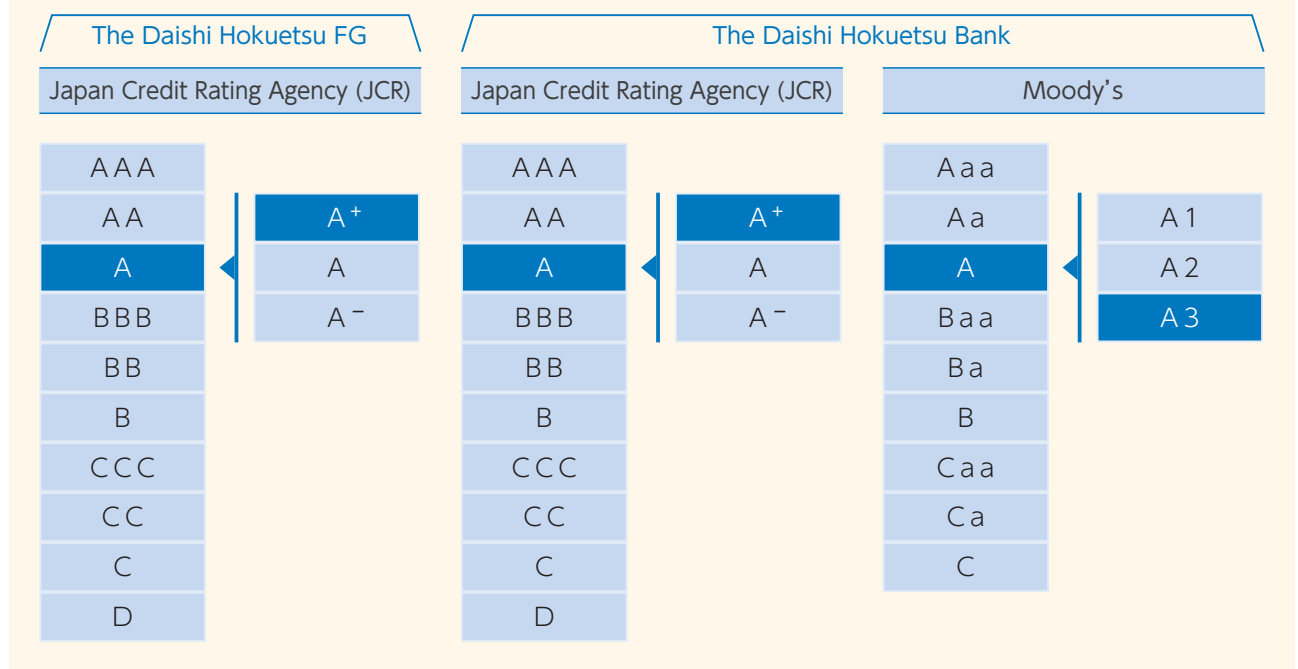 The Daishi Hokuetsu FG
The Daishi Hokuetsu Bank
Japan Credit Rating Agency (JCR)
Japan Credit Rating Agency (JCR)
Moody's
AAA
AA
A
BBB
BB
B
CCC
CC
C
D
A+
A
A−
AAA
AA
A
BBB
BB
B
CCC
CC
C
D
A+
A
A−
Aaa
Aa
A
Baa
Ba
B
Caa
Ca
C
A1
A2
A3